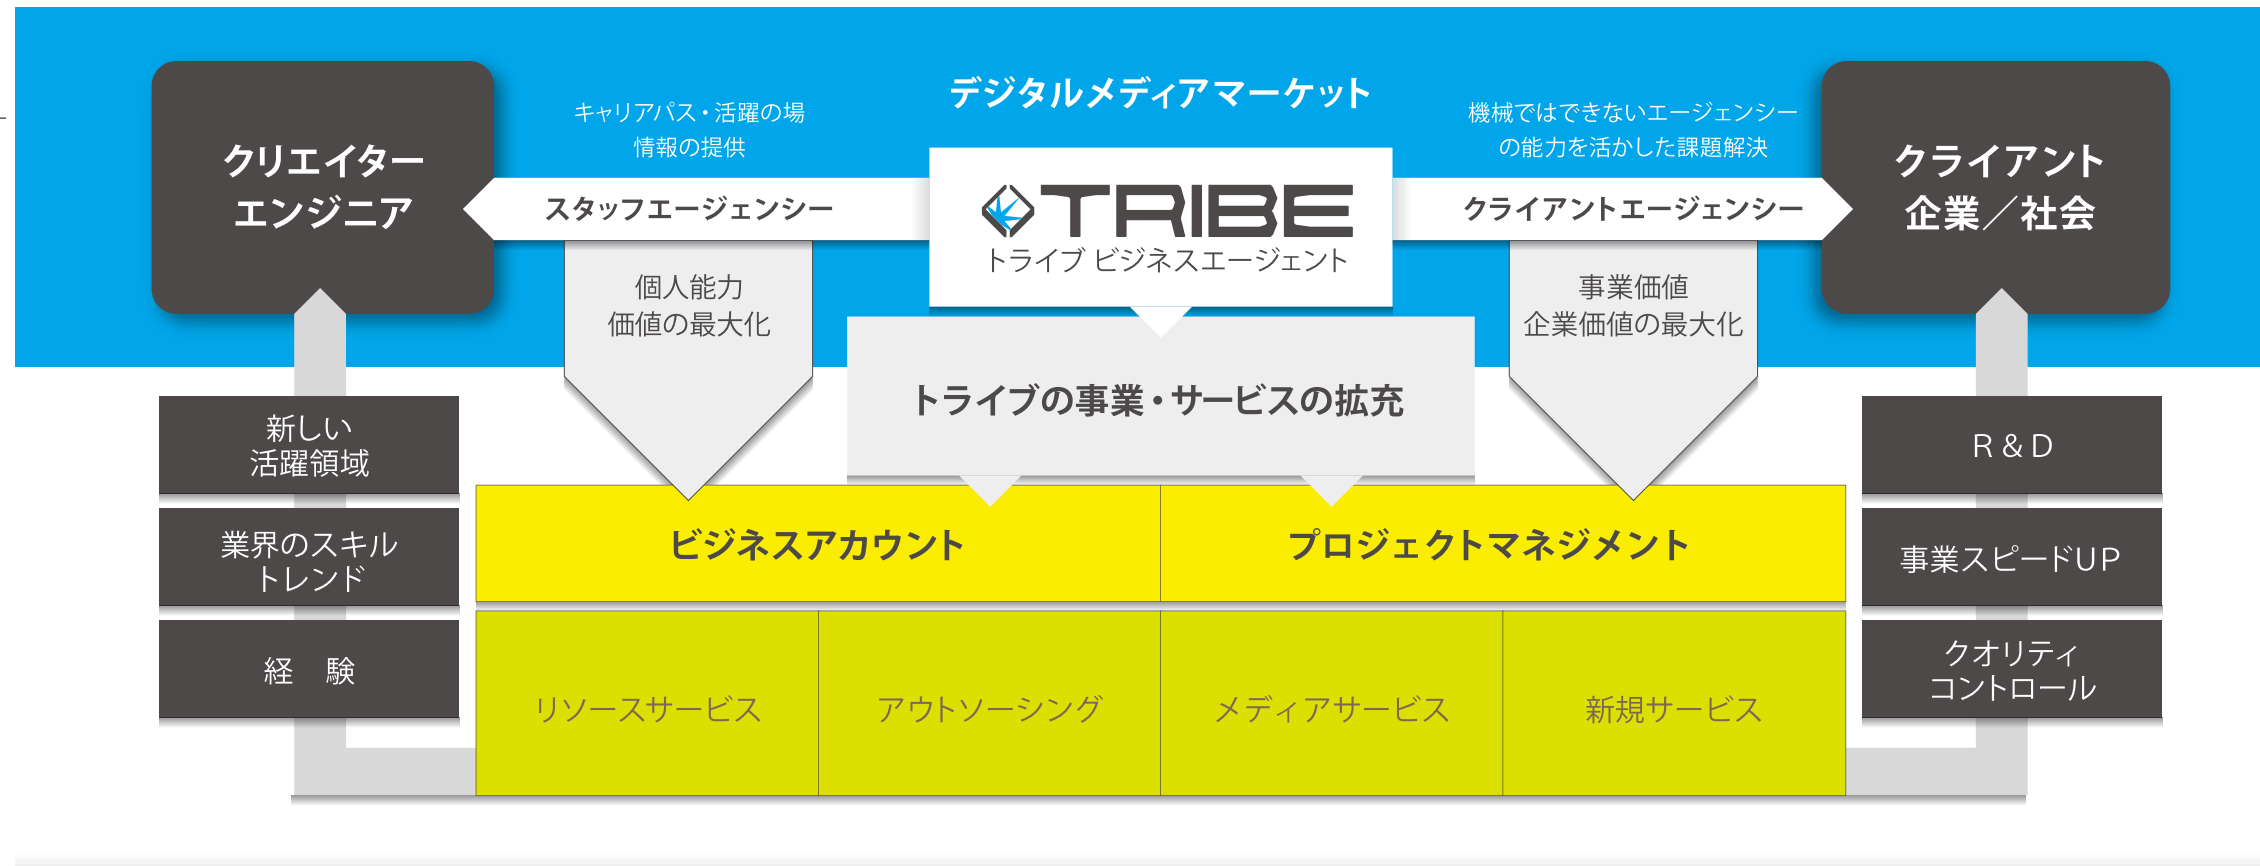 デジタルメディアマーケット
クリエイター
エンジニア
キャリアパス・活躍の場
情報の提供
スタッフエージェンシー
TRIBE
トライブ ビジネスエージェント
機械ではできないエージェンシー
の能力を活かした課題解決
クライアントエージェンシー
クライアント
企業／社会
個人能力
価値の最大化
事業価値
企業価値の最大化
トライブの事業・サービスの拡充
新しい
活躍領域
業界のスキル
トレンド
経　験
ビジネスアカウント
プロジェクトマネジメント
リソースサービス
アウトソーシング
メディアサービス
新規サービス
R & D
事業スピードUP
クオリティ
コントロール